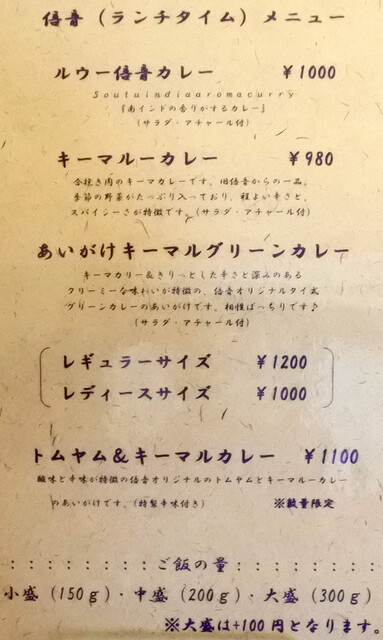 倍音（ランチタイム）メニュー
ルウー倍音カレー ￥1000
Soutuindiaaromacurry
『南インドの香りがするカレー』
（サラダ・アチャール付）
キーマルーカレー ￥980
合挽き肉のキーマカレーです。旧倍音からの一品。
季節の野菜がたっぷり入っており、程よい辛さと、
スパイシーさが特徴です。（サラダ・アチャール付）
あいがけキーマルグリーンカレー
キーマカリー＆きりっとした辛さと深みのある
クリーミーな味わいが特徴の、倍音オリジナルタイ式
グリーンカレーのあいがけです。相性ばっちりです♪
（サラダ・アチャール付）
レギュラーサイズ ￥1200
レディースサイズ ￥1000
トムヤム＆キーマルカレー ￥1100
酸味と辛味が特徴の倍音オリジナルのトムヤムとキーマルーカレー
のあいがけです。（特製辛味付き） ※数量限定
：：：：：：：：ご飯の量：：：：：：：：
小盛（150ｇ）・中盛（200ｇ）・大盛（300ｇ）
※大盛は+100円となります。